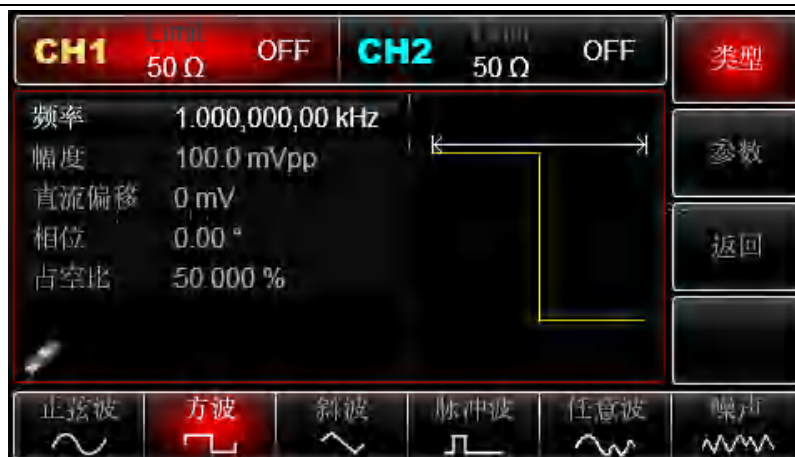 CH1 Limit 50 Ω OFF CH2 Limit 50 Ω OFF
类型
频率 1.000,000,00 kHz
幅度 100.0 mVpp
参数
直流偏移 0 mV
相位 0.00 °
返回
占空比 50.000 %
正弦波 方波 斜波 脉冲波 任意波 噪声